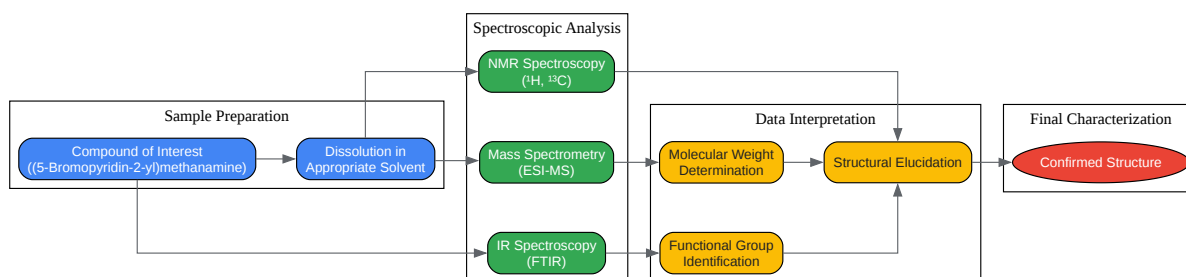 Spectroscopic Analysis
NMR Spectroscopy
(¹H, ¹³C)
Sample Preparation
Data Interpretation
Final Characterization
Compound of Interest
((5-Bromopyridin-2-yl)methanamine)
Dissolution in
Appropriate Solvent
Mass Spectrometry
(ESI-MS)
Molecular Weight
Determination
Structural Elucidation
Confirmed Structure
IR Spectroscopy
(FTIR)
Functional Group
Identification